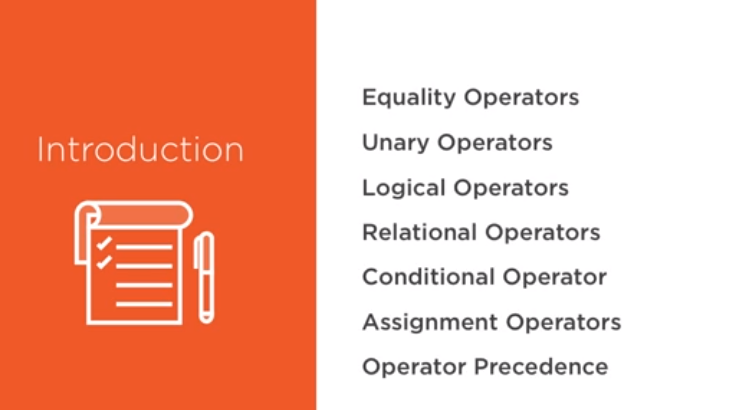 Introduction
Equality Operators
Unary Operators
Logical Operators
Relational Operators
Conditional Operator
Assignment Operators
Operator Precedence